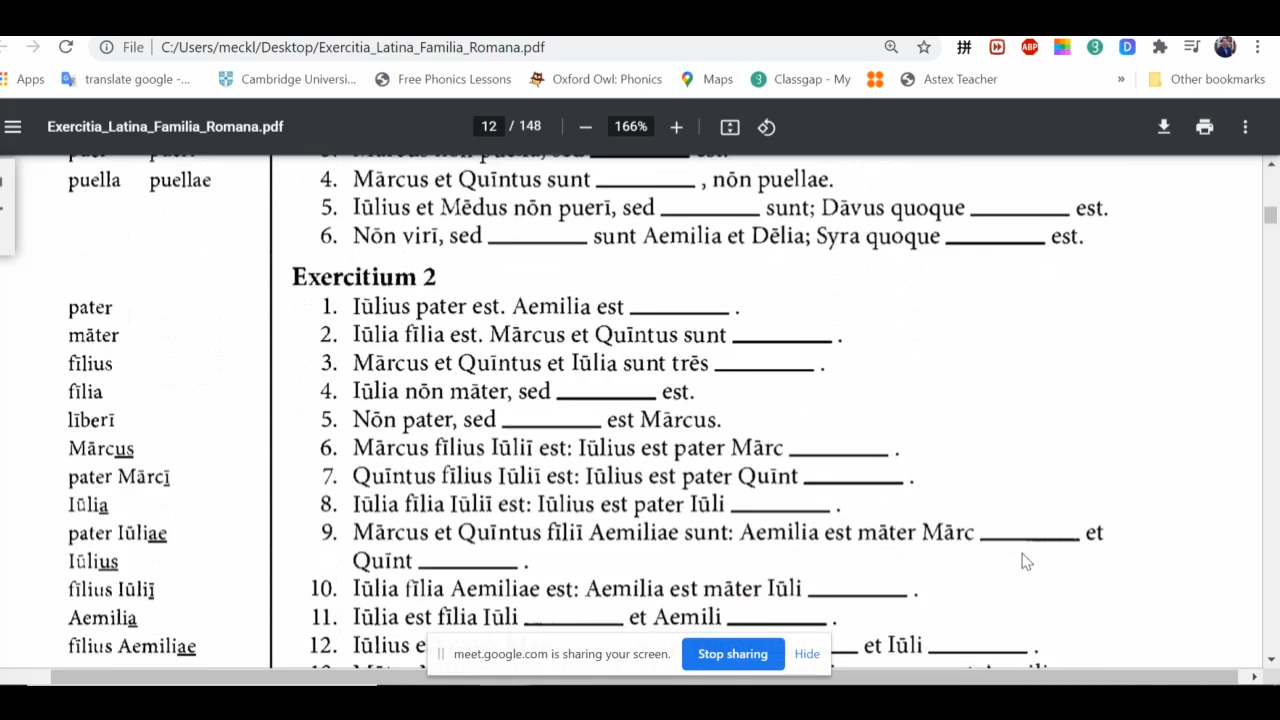 File C:/Users/meckl/Desktop/Exercitia_Latina_Familia_Romana.pdf
Apps translate google -... Cambridge Universi... Free Phonics Lessons Oxford Owl: Phonics Maps Classgap - My Astex Teacher » Other bookmarks
Exercitia_Latina_Familia_Romana.pdf 12 / 148 166%
puella puellae
4. Mārcus et Quīntus sunt ________ , nōn puellae.
5. Iūlius et Mēdus nōn puerī, sed ________ sunt; Dāvus quoque ________ est.
6. Nōn virī, sed ________ sunt Aemilia et Dēlia; Syra quoque ________ est.
Exercitium 2
pater
māter
fīlius
fīlia
līberī
Mārcus
pater Mārcī
Iūlia
pater Iūliae
Iūlius
fīlius Iūliī
Aemilia
fīlius Aemiliae
1. Iūlius pater est. Aemilia est ________ .
2. Iūlia fīlia est. Mārcus et Quīntus sunt ________ .
3. Mārcus et Quīntus et Iūlia sunt trēs ________ .
4. Iūlia nōn māter, sed ________ est.
5. Nōn pater, sed ________ est Mārcus.
6. Mārcus fīlius Iūliī est: Iūlius est pater Mārc ________ .
7. Quīntus fīlius Iūliī est: Iūlius est pater Quīnt ________ .
8. Iūlia fīlia Iūliī est: Iūlius est pater Iūli ________ .
9. Mārcus et Quīntus fīliī Aemiliae sunt: Aemilia est māter Mārc ________ et
Quīnt ________ .
10. Iūlia fīlia Aemiliae est: Aemilia est māter Iūli ________ .
11. Iūlia est fīlia Iūli ________ et Aemili ________ .
12. Iūlius e ________ et Iūli ________ .
meet.google.com is sharing your screen. Stop sharing Hide